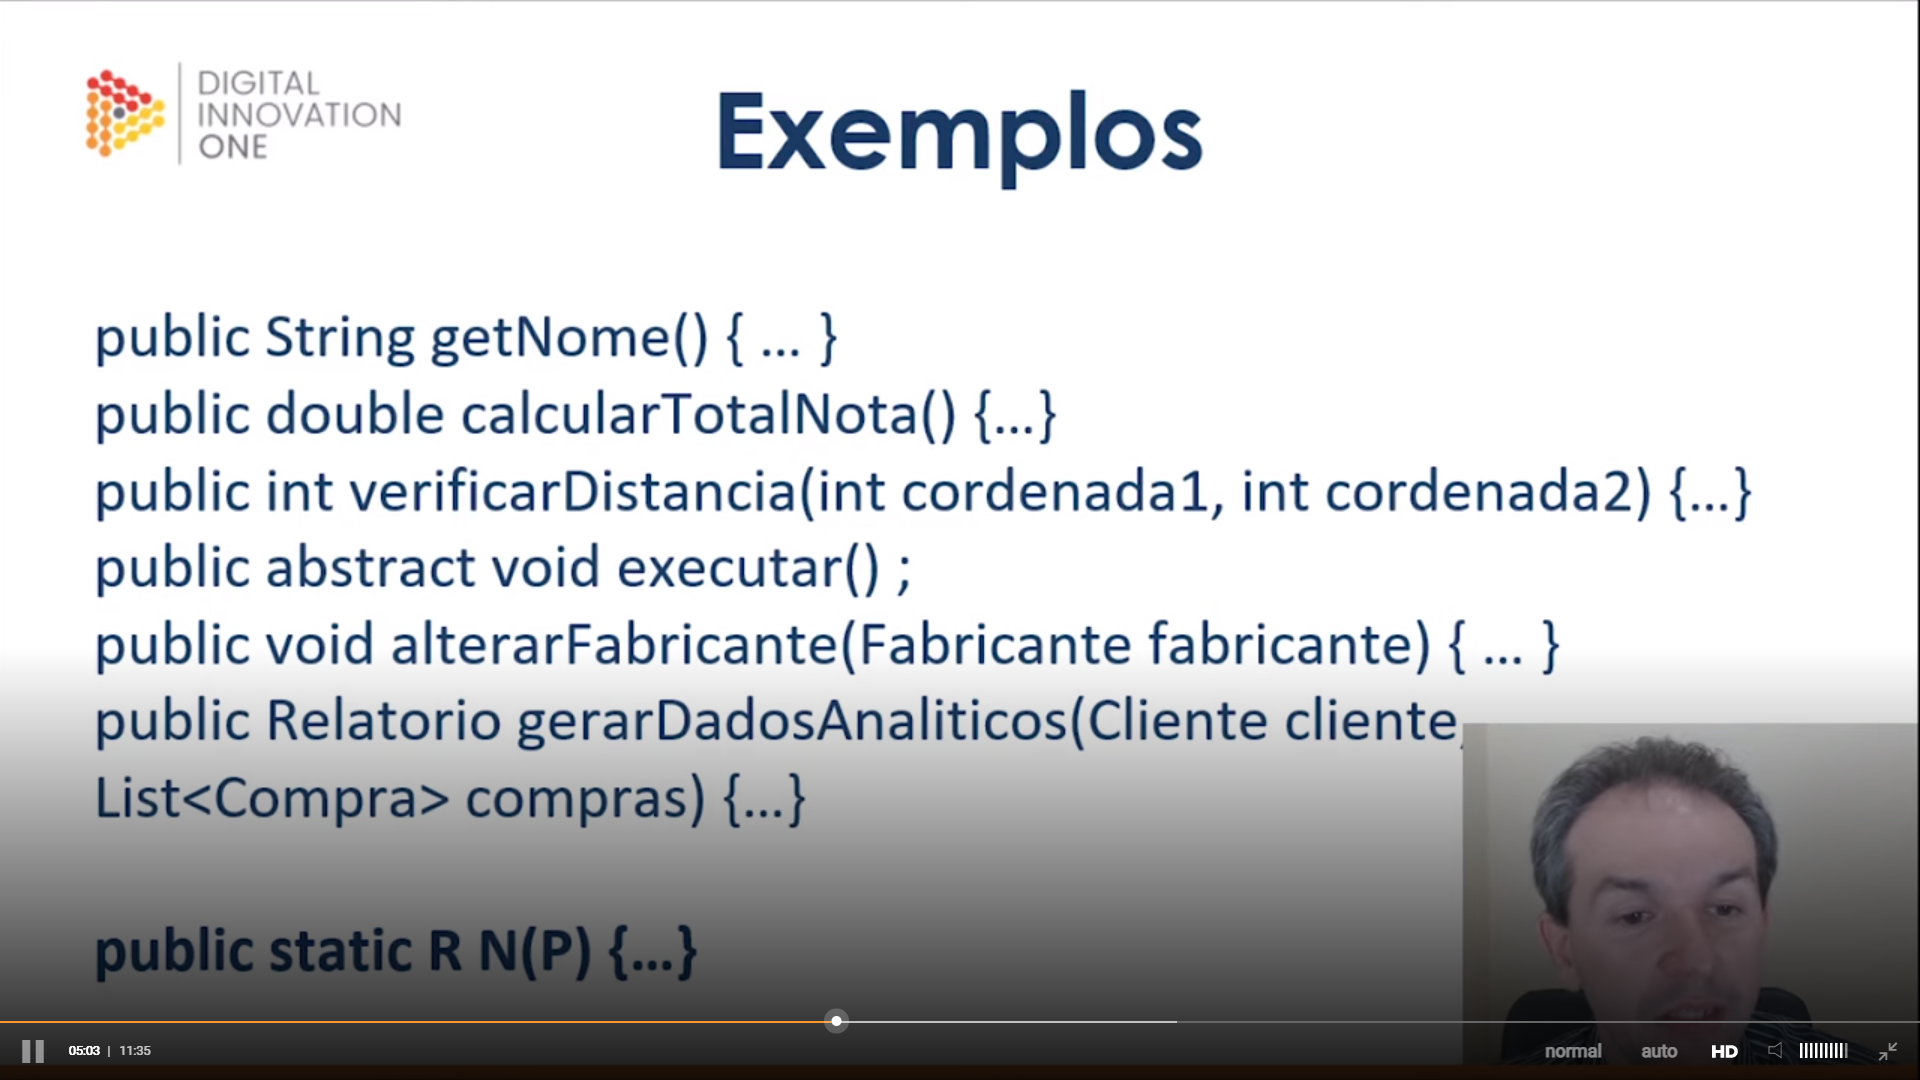 DIGITAL
INNOVATION
ONE
Exemplos
public String getNome() { ... }
public double calcularTotalNota() {...}
public int verificarDistancia(int cordenada1, int cordenada2) {...}
public abstract void executar() ;
public void alterarFabricante(Fabricante fabricante) { ... }
public Relatorio gerarDadosAnaliticos(Cliente cliente,
List<Compra> compras) {...}
public static R N(P) {...}
05:03 | 11:35 normal auto HD